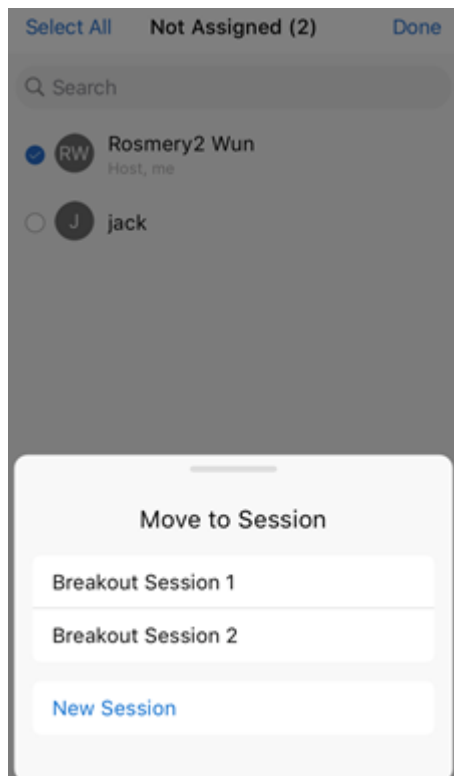 Select All Not Assigned (2) Done
Search
RW Rosmery2 Wun
Host, me
J jack
Move to Session
Breakout Session 1
Breakout Session 2
New Session